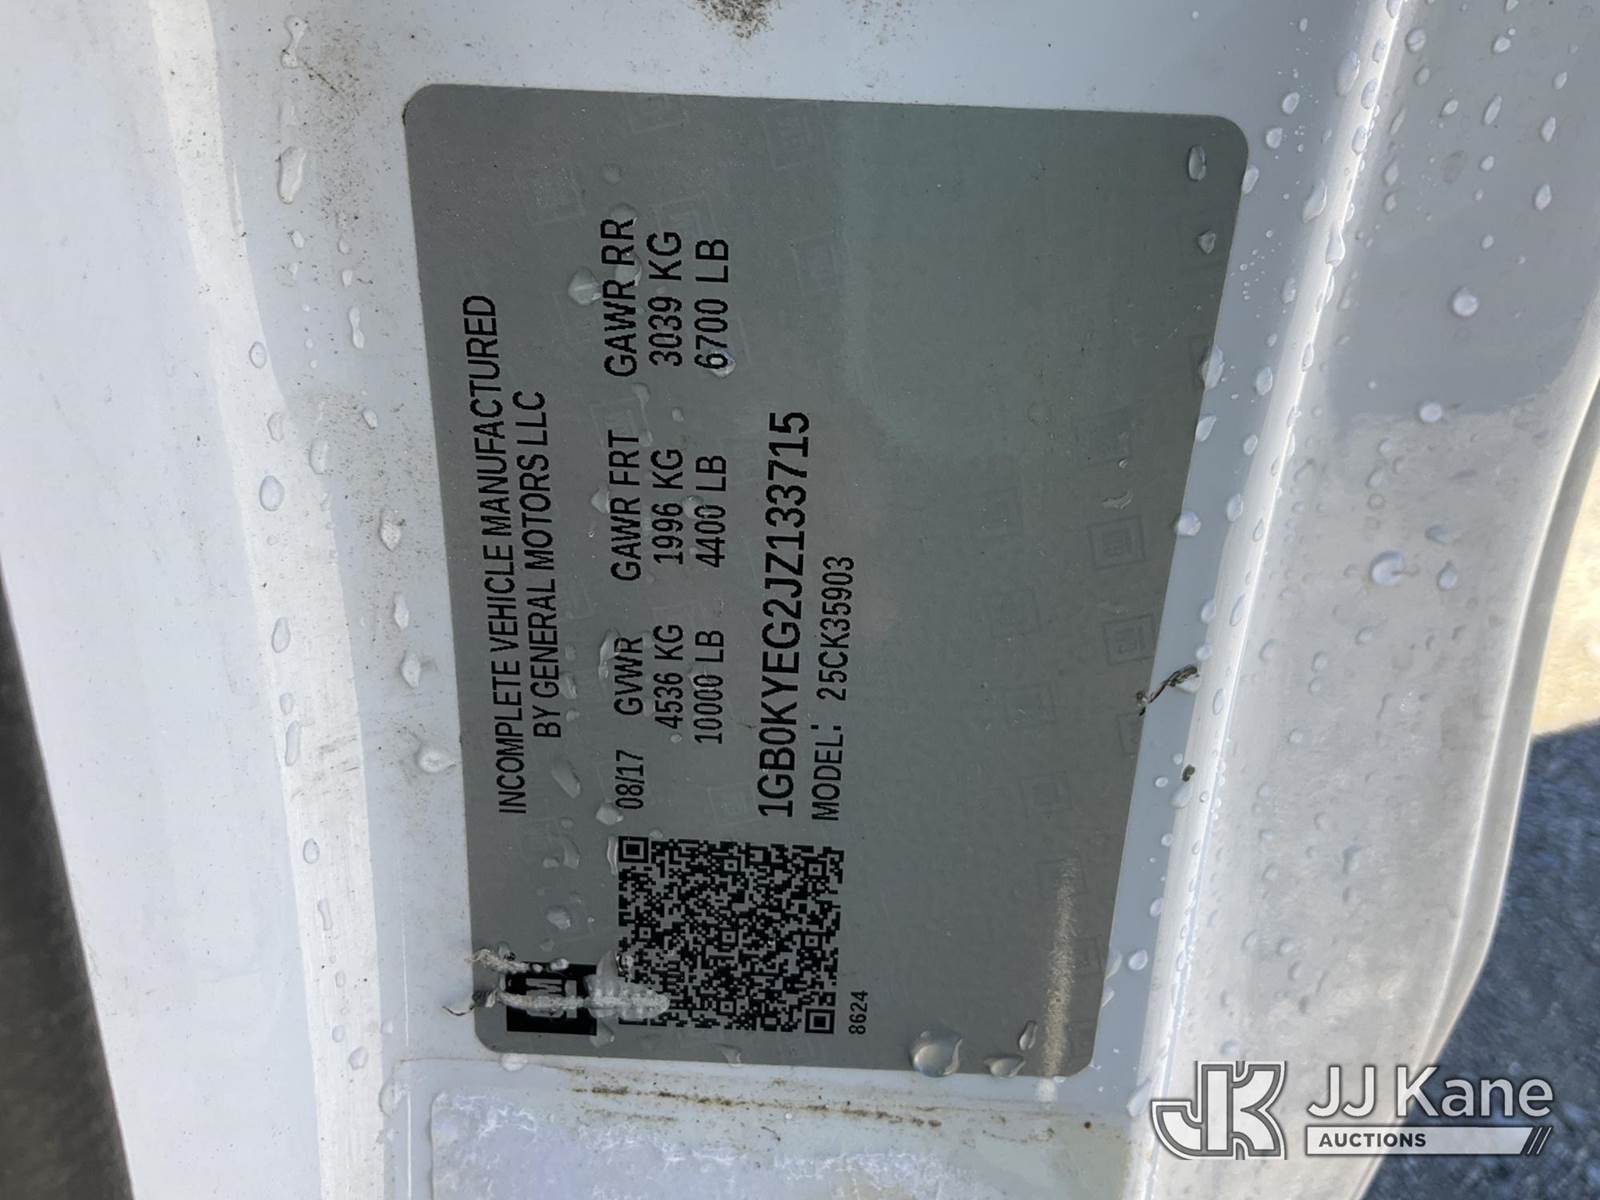 INCOMPLETE VEHICLE MANUFACTURED
BY GENERAL MOTORS LLC
08/17 GVWR GAWR FRT GAWR RR
4536 KG 1996 KG 3039 KG
10000 LB 4400 LB 6700 LB
1GB0KYEG2JZ133715
MODEL: 25CK35903
8624
JJ Kane
AUCTIONS